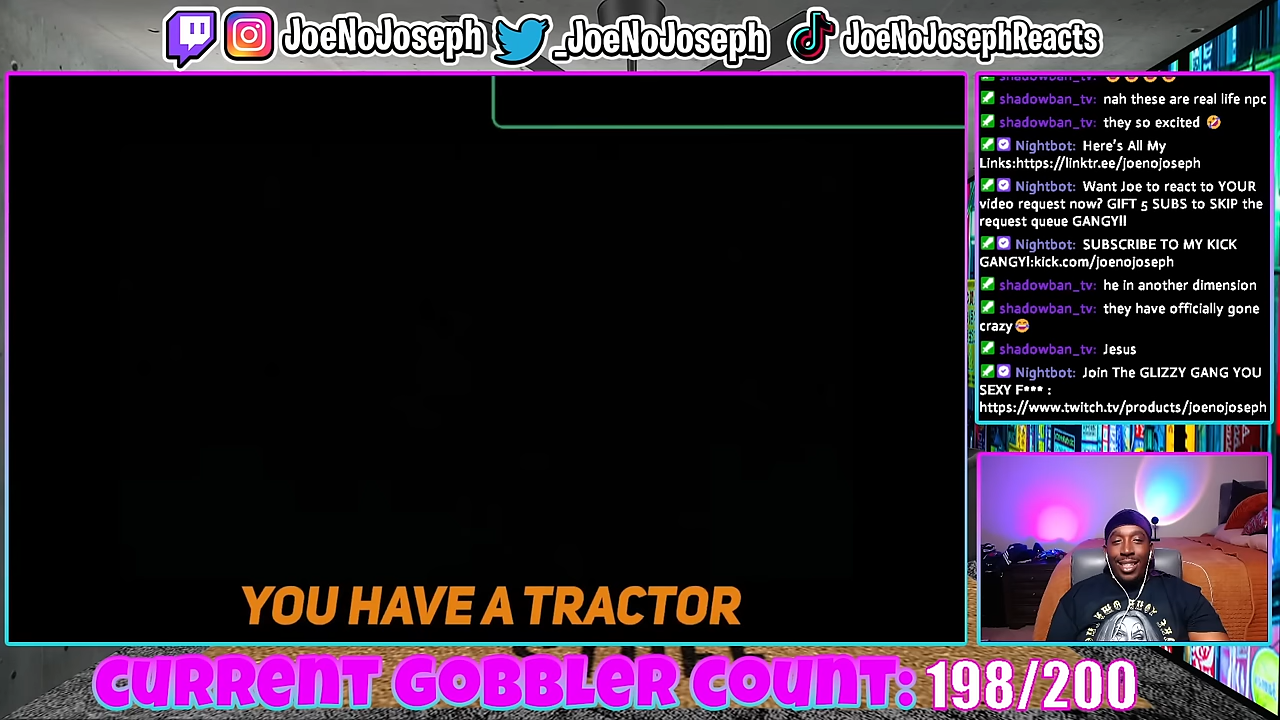 JoeNoJoseph _JoeNoJoseph JoeNoJosephReacts
shadowban_tv:
shadowban_tv: nah these are real life npc
shadowban_tv: they so excited 🤣
Nightbot: Here's All My
Links:https://linktr.ee/joenojoseph
Nightbot: Want Joe to react to YOUR
video request now? GIFT 5 SUBS to SKIP the
request queue GANGYll
Nightbot: SUBSCRIBE TO MY KICK
GANGYl:kick.com/joenojoseph
shadowban_tv: he in another dimension
shadowban_tv: they have officially gone
crazy😂
shadowban_tv: Jesus
Nightbot: Join The GLIZZY GANG YOU
SEXY F*** :
https://www.twitch.tv/products/joenojoseph
YOU HAVE A TRACTOR
CURRENT GOBBLER COUNT: 198/200